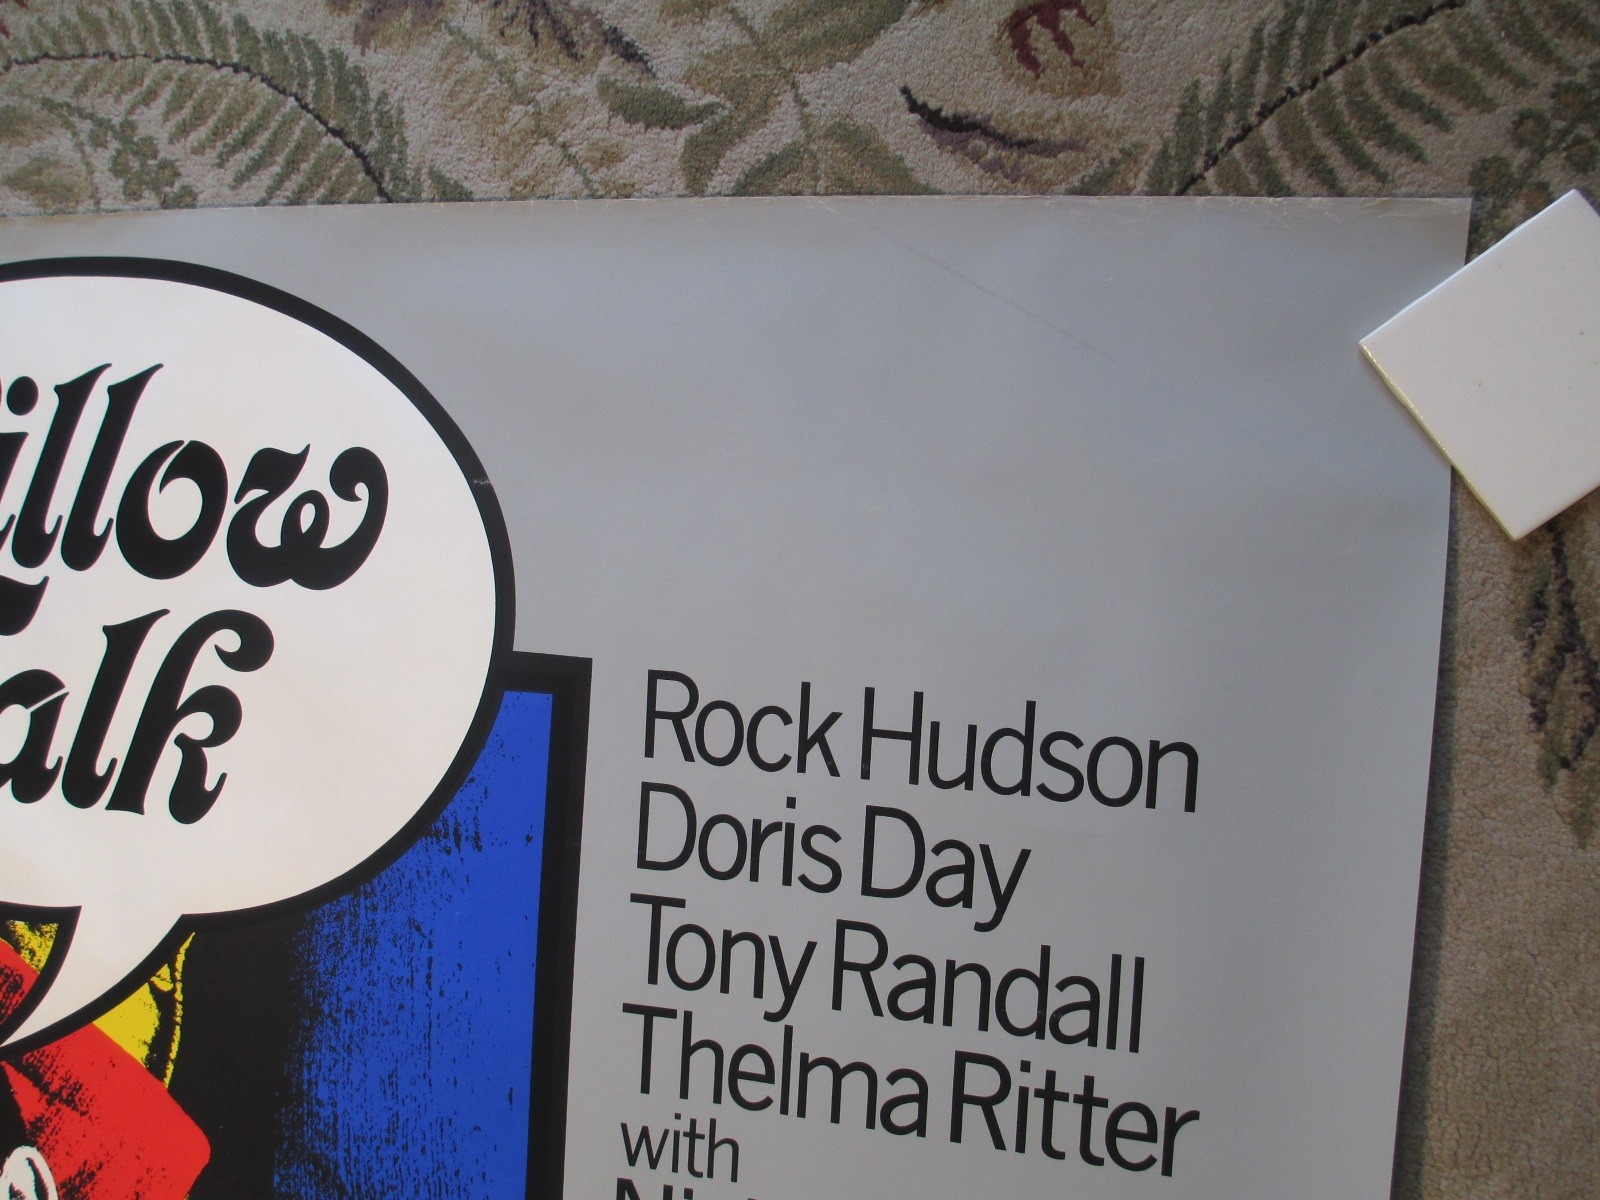 illow
alk
Rock Hudson
Doris Day
Tony Randall
Thelma Ritter
with